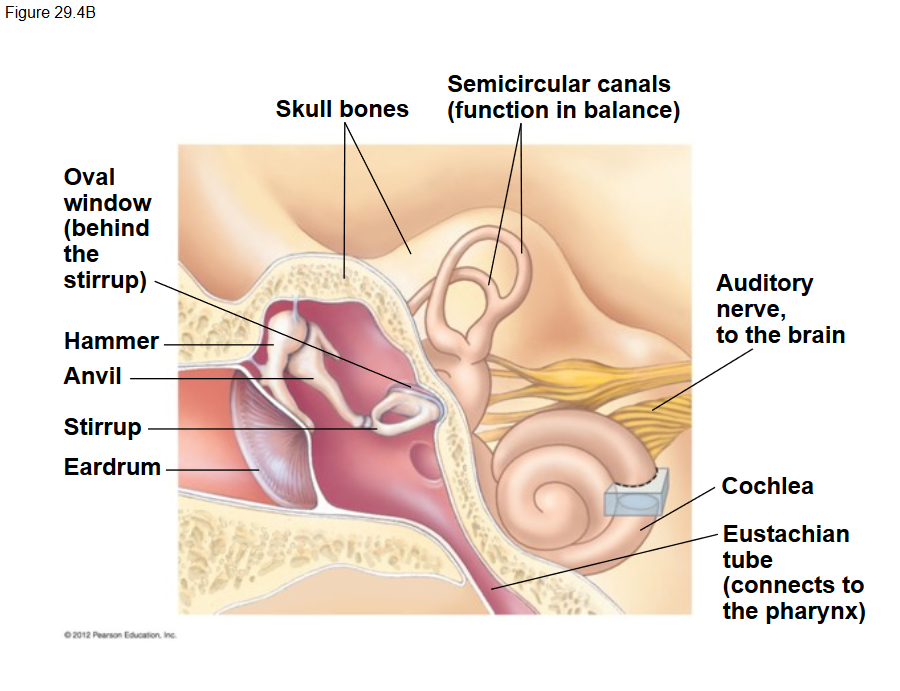 Figure 29.4B
Semicircular canals
(function in balance)
Skull bones
Oval
window
(behind
the
stirrup)
Hammer
Anvil
Stirrup
Eardrum
Auditory
nerve,
to the brain
Cochlea
Eustachian
tube
(connects to
the pharynx)
© 2012 Pearson Education, Inc.